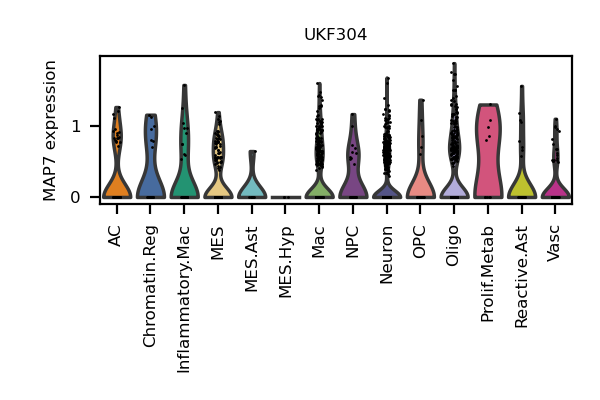 UKF304
MAP7 expression
1
0
AC
Chromatin.Reg
Inflammatory.Mac
MES
MES.Ast
MES.Hyp
Mac
NPC
Neuron
OPC
Oligo
Prolif.Metab
Reactive.Ast
Vasc